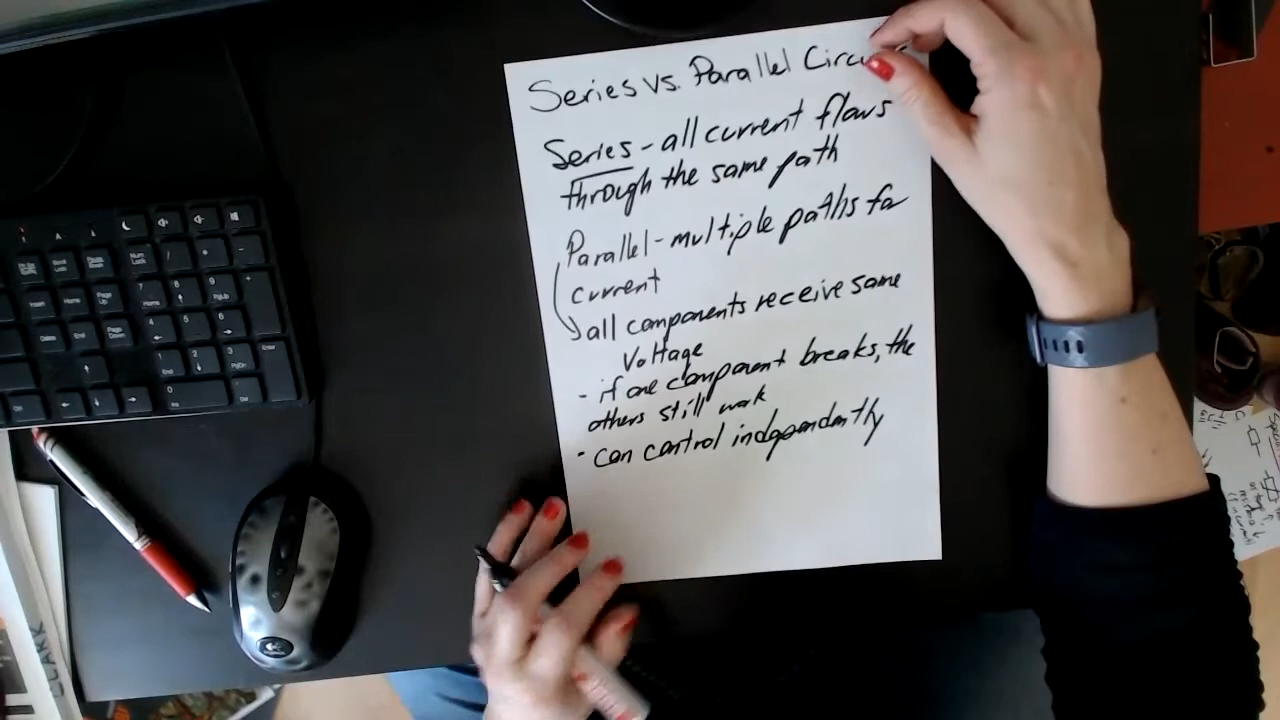 Series vs. Parallel Circu
Series - all current flows
through the same path
Parallel - multiple paths for
current
all components receive same
Voltage
- if one component breaks, the
others still work
- can control independently